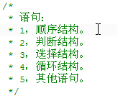 /*
* 语句:
* 1，顺序结构。
* 2，判断结构。
* 3，选择结构。
* 4，循环结构。
* 5，其他语句。
*/